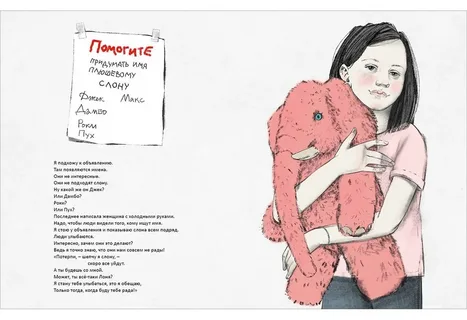 ПОМОГИТЕ
ПРИДУМАТЬ ИМЯ
ПЛЮШЕВОМУ
СЛОНУ
Джек Макс
Дамбо
Роки
Пух
Я подхожу к объявлению.
Там появляются имена.
Они не интересные.
Они не подходят слону.
Ну какой же он Джек?
Или Дамбо?
Роки?
Или Пух?
Последнее написала женщина с холодными руками.
Надо, чтобы люди видели того, кому ищут имя.
Я стою у объявления и показываю слона всем подряд.
Люди улыбаются.
Интересно, зачем они это делают?
Ведь я точно знаю, что они нам совсем не рады!
«Потерпи, – шепчу я слону, –
скоро все уйдут.
А ты будешь со мной.
Может, ты всё-таки Лоня?
Я стану тебе улыбаться, это я обещаю,
Только тогда, когда буду тебе рада!»